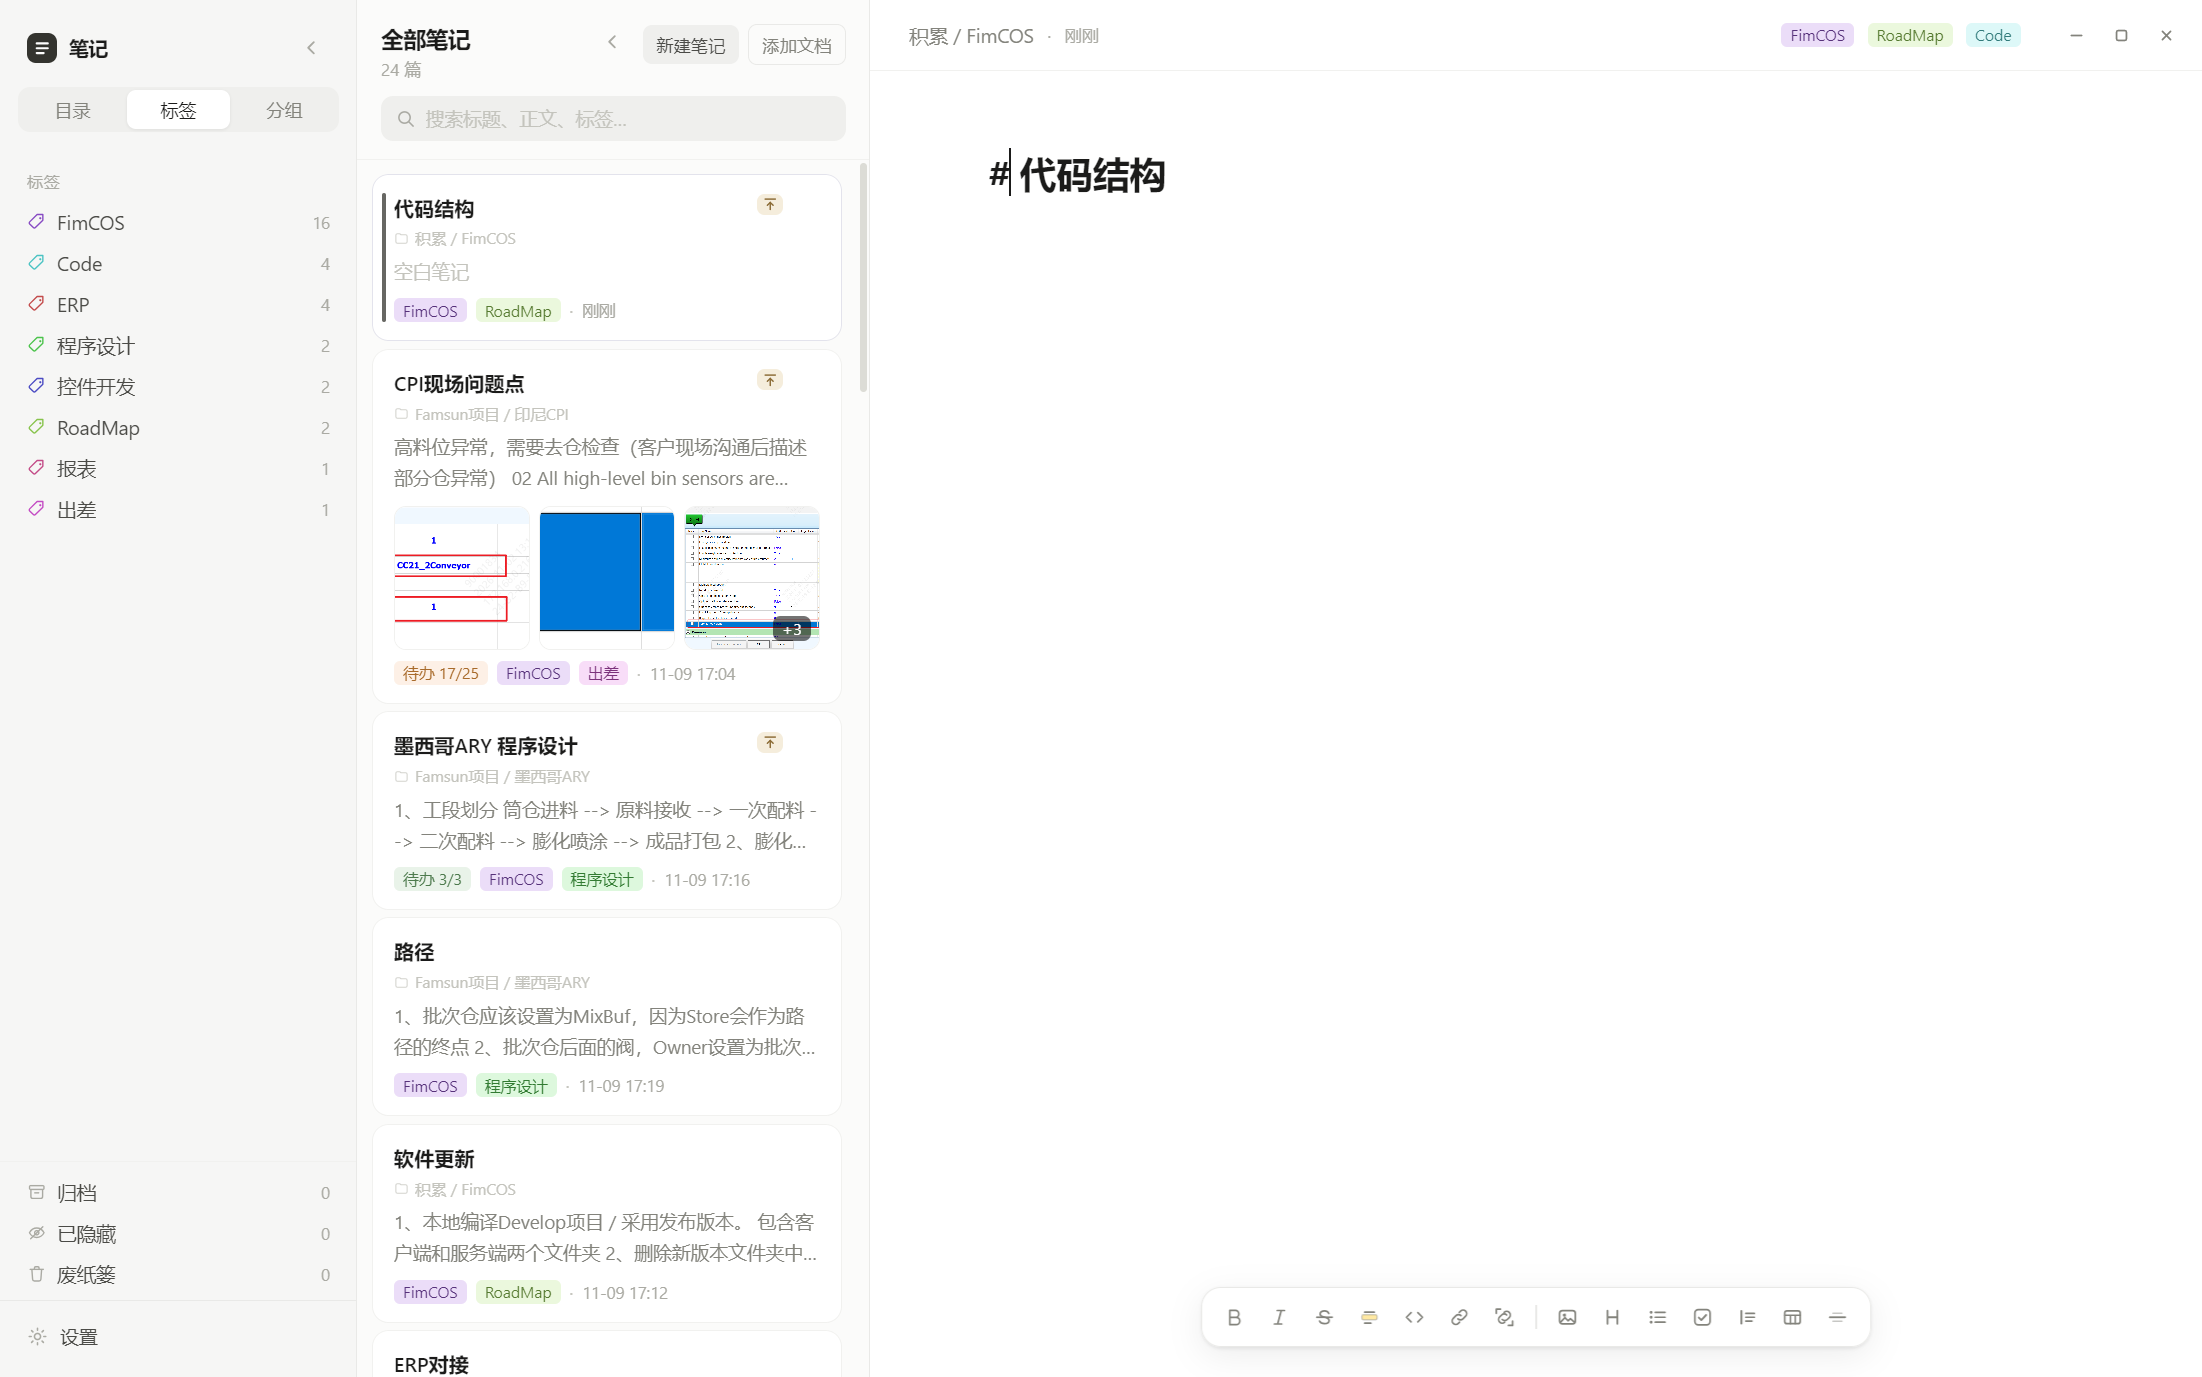 笔记
目录 标签 分组
标签
FimCOS 16
Code 4
ERP 4
程序设计 2
控件开发 2
RoadMap 2
报表 1
出差 1
归档 0
已隐藏 0
废纸篓 0
设置
全部笔记
24 篇
新建笔记 添加文档
搜索标题、正文、标签...
代码结构
积累 / FimCOS
空白笔记
FimCOS RoadMap · 刚刚
CPI现场问题点
Famsun项目 / 印尼CPI
高料位异常，需要去仓检查（客户现场沟通后描述
部分仓异常） 02 All high-level bin sensors are...
1
CC21_2Conveyor
1
+3
待办 17/25 FimCOS 出差 · 11-09 17:04
墨西哥ARY 程序设计
Famsun项目 / 墨西哥ARY
1、工段划分 筒仓进料 --> 原料接收 --> 一次配料 -
-> 二次配料 --> 膨化喷涂 --> 成品打包 2、膨化...
待办 3/3 FimCOS 程序设计 · 11-09 17:16
路径
Famsun项目 / 墨西哥ARY
1、批次仓应该设置为MixBuf，因为Store会作为路
径的终点 2、批次仓后面的阀，Owner设置为批次...
FimCOS 程序设计 · 11-09 17:19
软件更新
积累 / FimCOS
1、本地编译Develop项目 / 采用发布版本。 包含客
户端和服务端两个文件夹 2、删除新版本文件夹中...
FimCOS RoadMap · 11-09 17:12
ERP对接
积累 / FimCOS · 刚刚
FimCOS RoadMap Code
# 代码结构